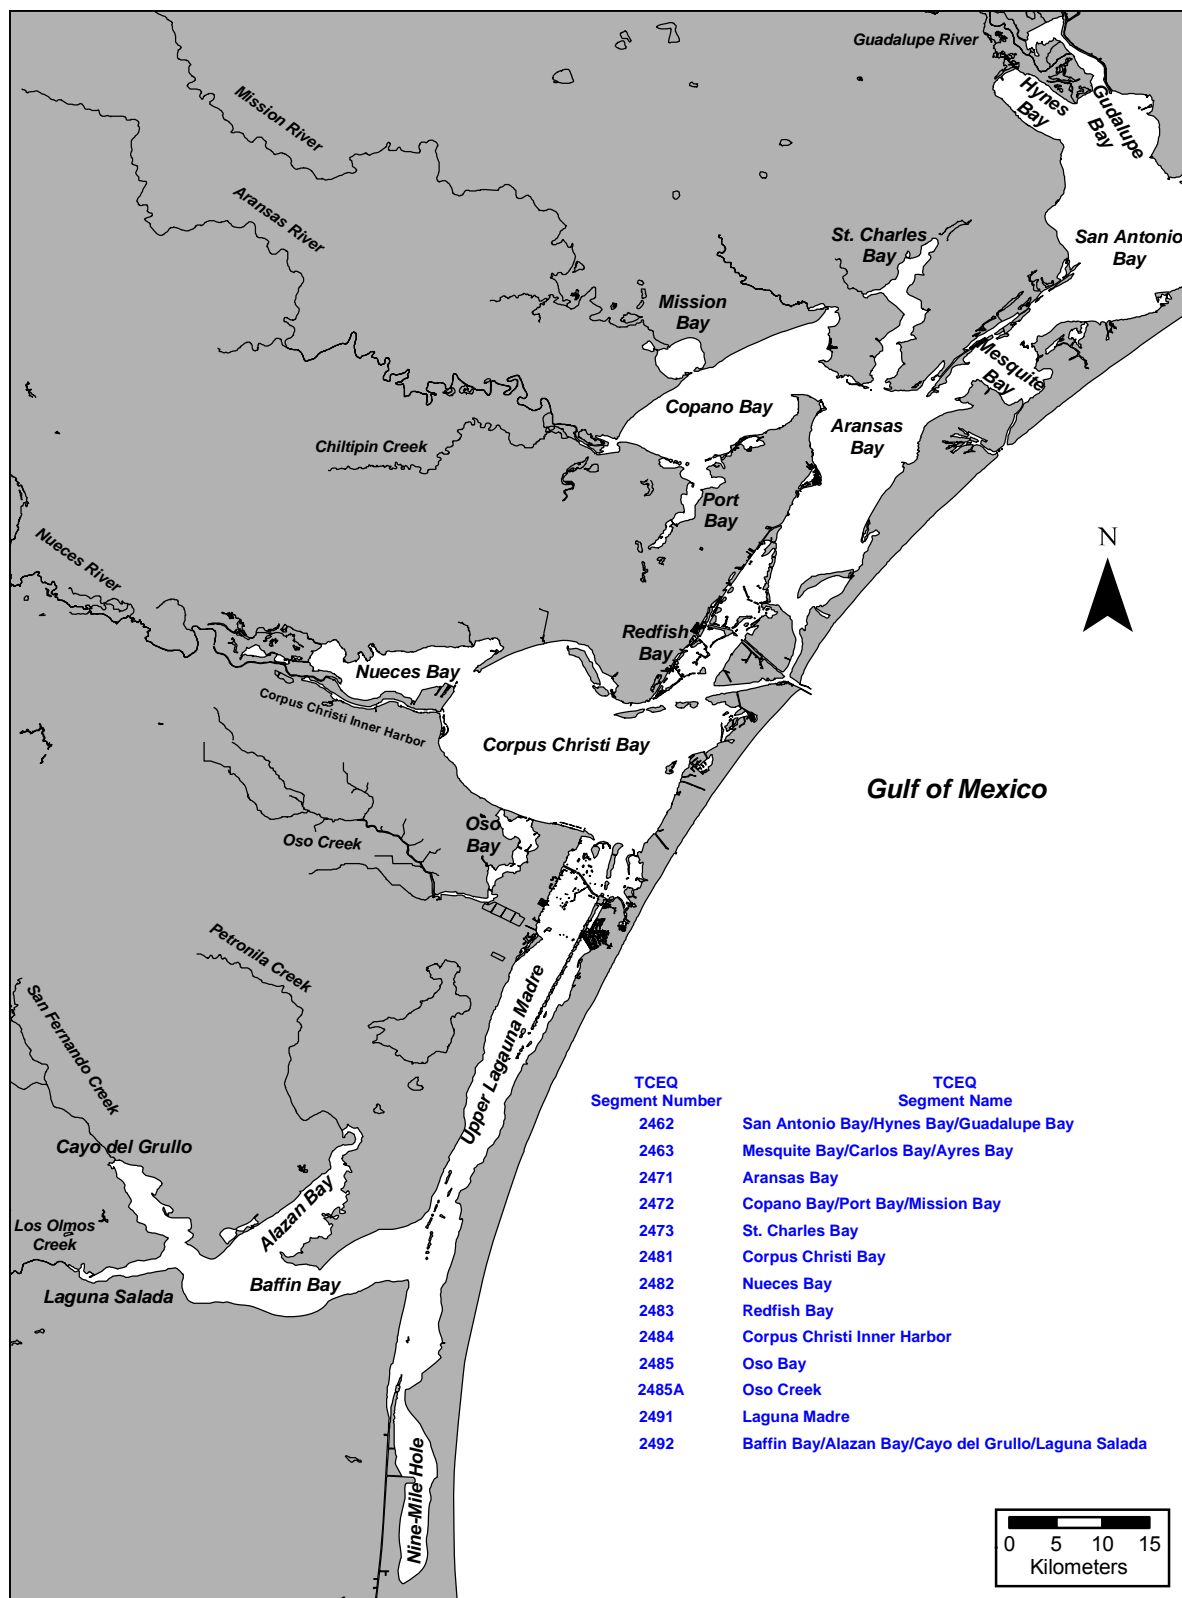 Guadalupe River
Hynes
Bay
Gudalupe
Bay
Mission River
Aransas River
St. Charles
Bay
San Antonio
Bay
Mission
Bay
Mesquite
Bay
Copano Bay
Aransas
Bay
Chiltipin Creek
Port
Bay
N
Nueces River
Redfish
Bay
Nueces Bay
Corpus Christi Inner Harbor
Corpus Christi Bay
Gulf of Mexico
Oso
Bay
Oso Creek
Petronila Creek
San Fernando Creek
Upper Lagauna Madre
Cayo del Grullo
Alazan Bay
Los Olmos
Creek
Baffin Bay
Laguna Salada
Nine-Mile Hole
TCEQ TCEQ
Segment Number Segment Name
2462 San Antonio Bay/Hynes Bay/Guadalupe Bay
2463 Mesquite Bay/Carlos Bay/Ayres Bay
2471 Aransas Bay
2472 Copano Bay/Port Bay/Mission Bay
2473 St. Charles Bay
2481 Corpus Christi Bay
2482 Nueces Bay
2483 Redfish Bay
2484 Corpus Christi Inner Harbor
2485 Oso Bay
2485A Oso Creek
2491 Laguna Madre
2492 Baffin Bay/Alazan Bay/Cayo del Grullo/Laguna Salada
0 5 10 15
Kilometers